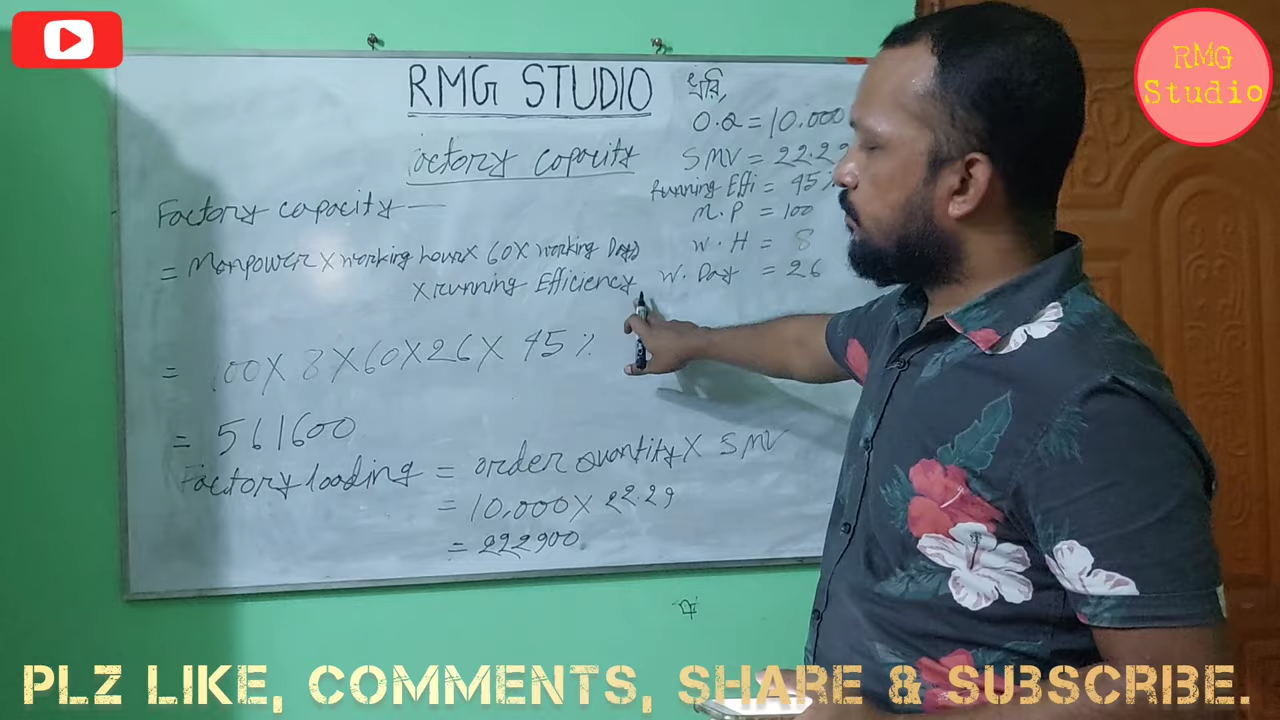 RMG STUDIO
Factory capacity
ধরি,
O.Q = 10.000
SMV = 22.29
Running Effi = 45%
M.P = 100
W.H = 8
W.Day = 26
Factory capacity —
= Manpower X working hour X 60 X working Days
X running Efficiency
= 100 X 8 X 60 X 26 X 45%
= 561600
Factory loading = order quantity X SMV
= 10,000 X 22.29
= 222900
RMG
Studio
PLZ LIKE, COMMENTS, SHARE & SUBSCRIBE.